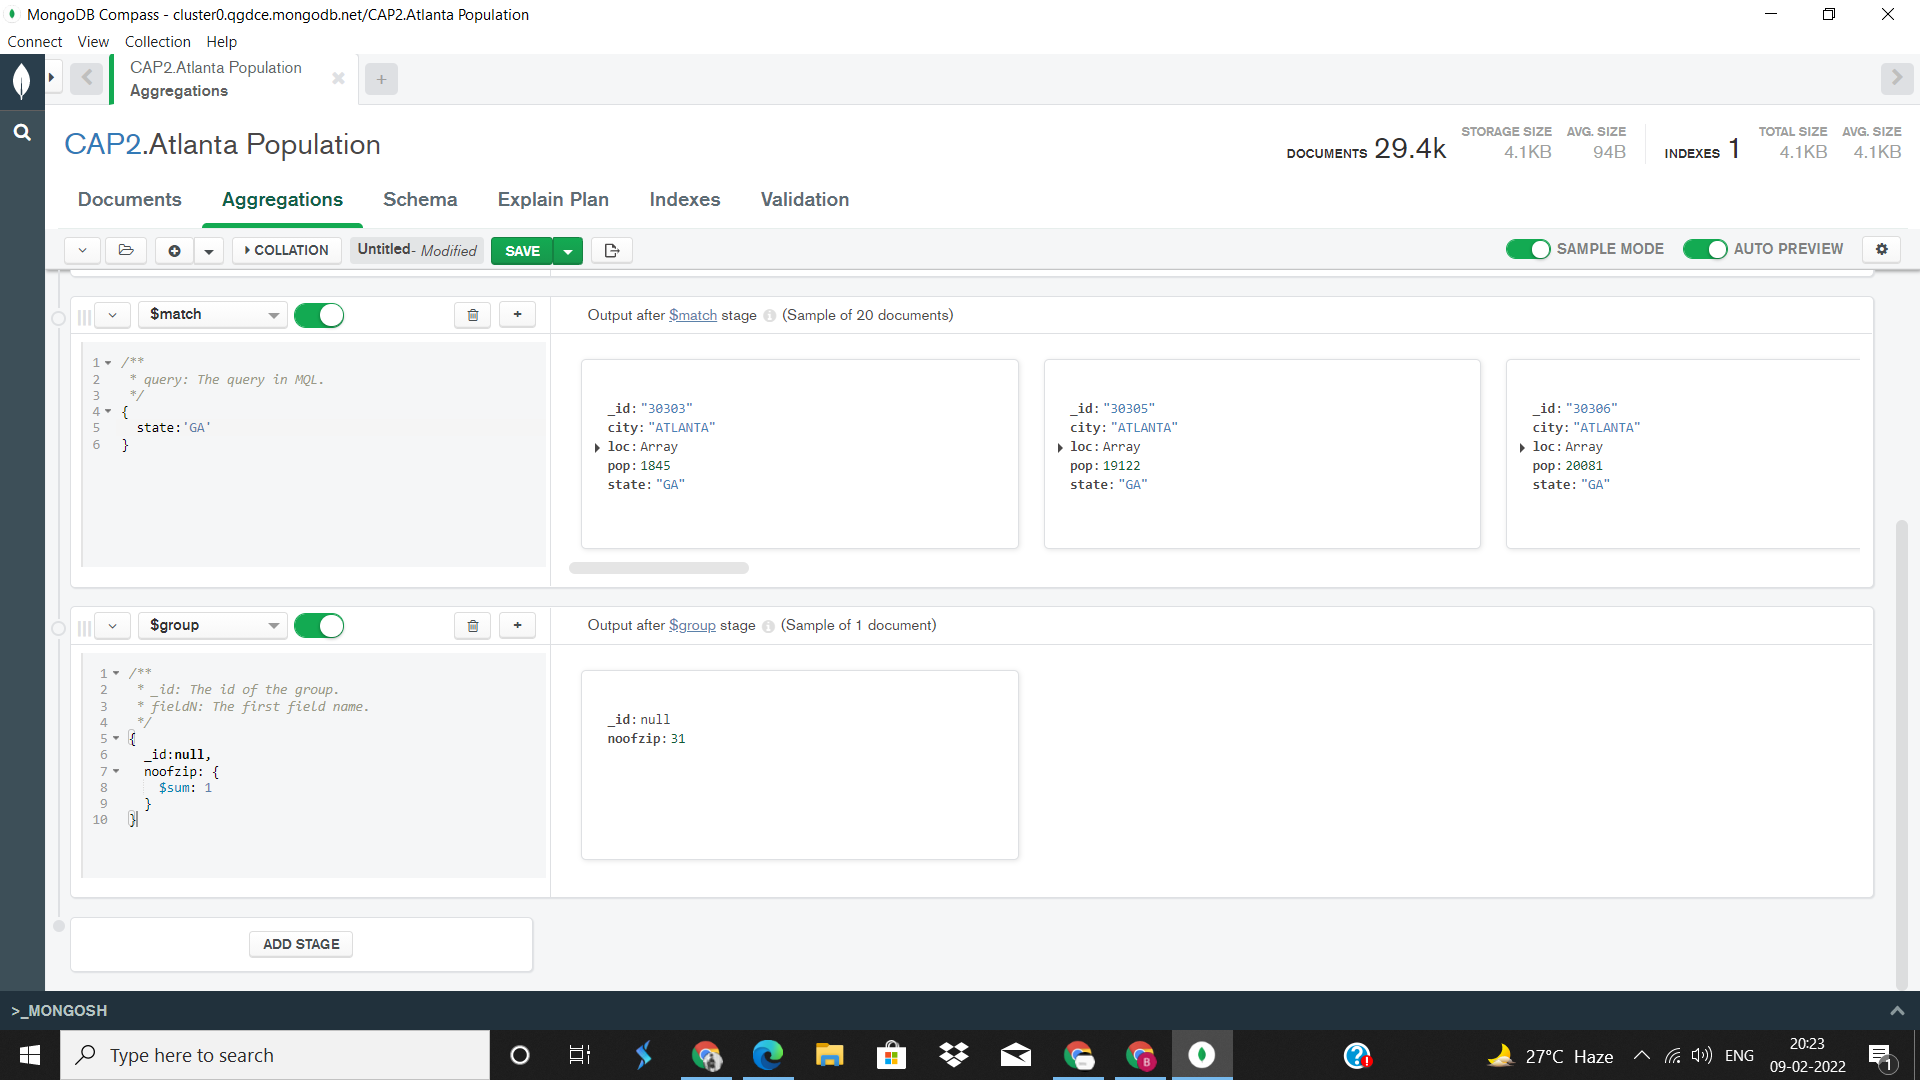 MongoDB Compass - cluster0.qgdce.mongodb.net/CAP2.Atlanta Population
Connect View Collection Help
CAP2.Atlanta Population
Aggregations
CAP2.Atlanta Population
DOCUMENTS 29.4k
STORAGE SIZE
4.1KB
AVG. SIZE
94B
INDEXES 1
TOTAL SIZE
4.1KB
AVG. SIZE
4.1KB
Documents Aggregations Schema Explain Plan Indexes Validation
COLLATION Untitled- Modified SAVE SAMPLE MODE AUTO PREVIEW
$match
Output after $match stage (Sample of 20 documents)
1 /**
2 * query: The query in MQL.
3 */
4 {
5 state:'GA'
6 }
_id: "30303"
city: "ATLANTA"
loc: Array
pop: 1845
state: "GA"
_id: "30305"
city: "ATLANTA"
loc: Array
pop: 19122
state: "GA"
_id: "30306"
city: "ATLANTA"
loc: Array
pop: 20081
state: "GA"
$group
Output after $group stage (Sample of 1 document)
1 /**
2 * _id: The id of the group.
3 * fieldN: The first field name.
4 */
5 {
6 _id:null,
7 noofzip: {
8 $sum: 1
9 }
10 }
_id: null
noofzip: 31
ADD STAGE
>_MONGOSH
Type here to search
B
27°C Haze
ENG
20:23
09-02-2022
1